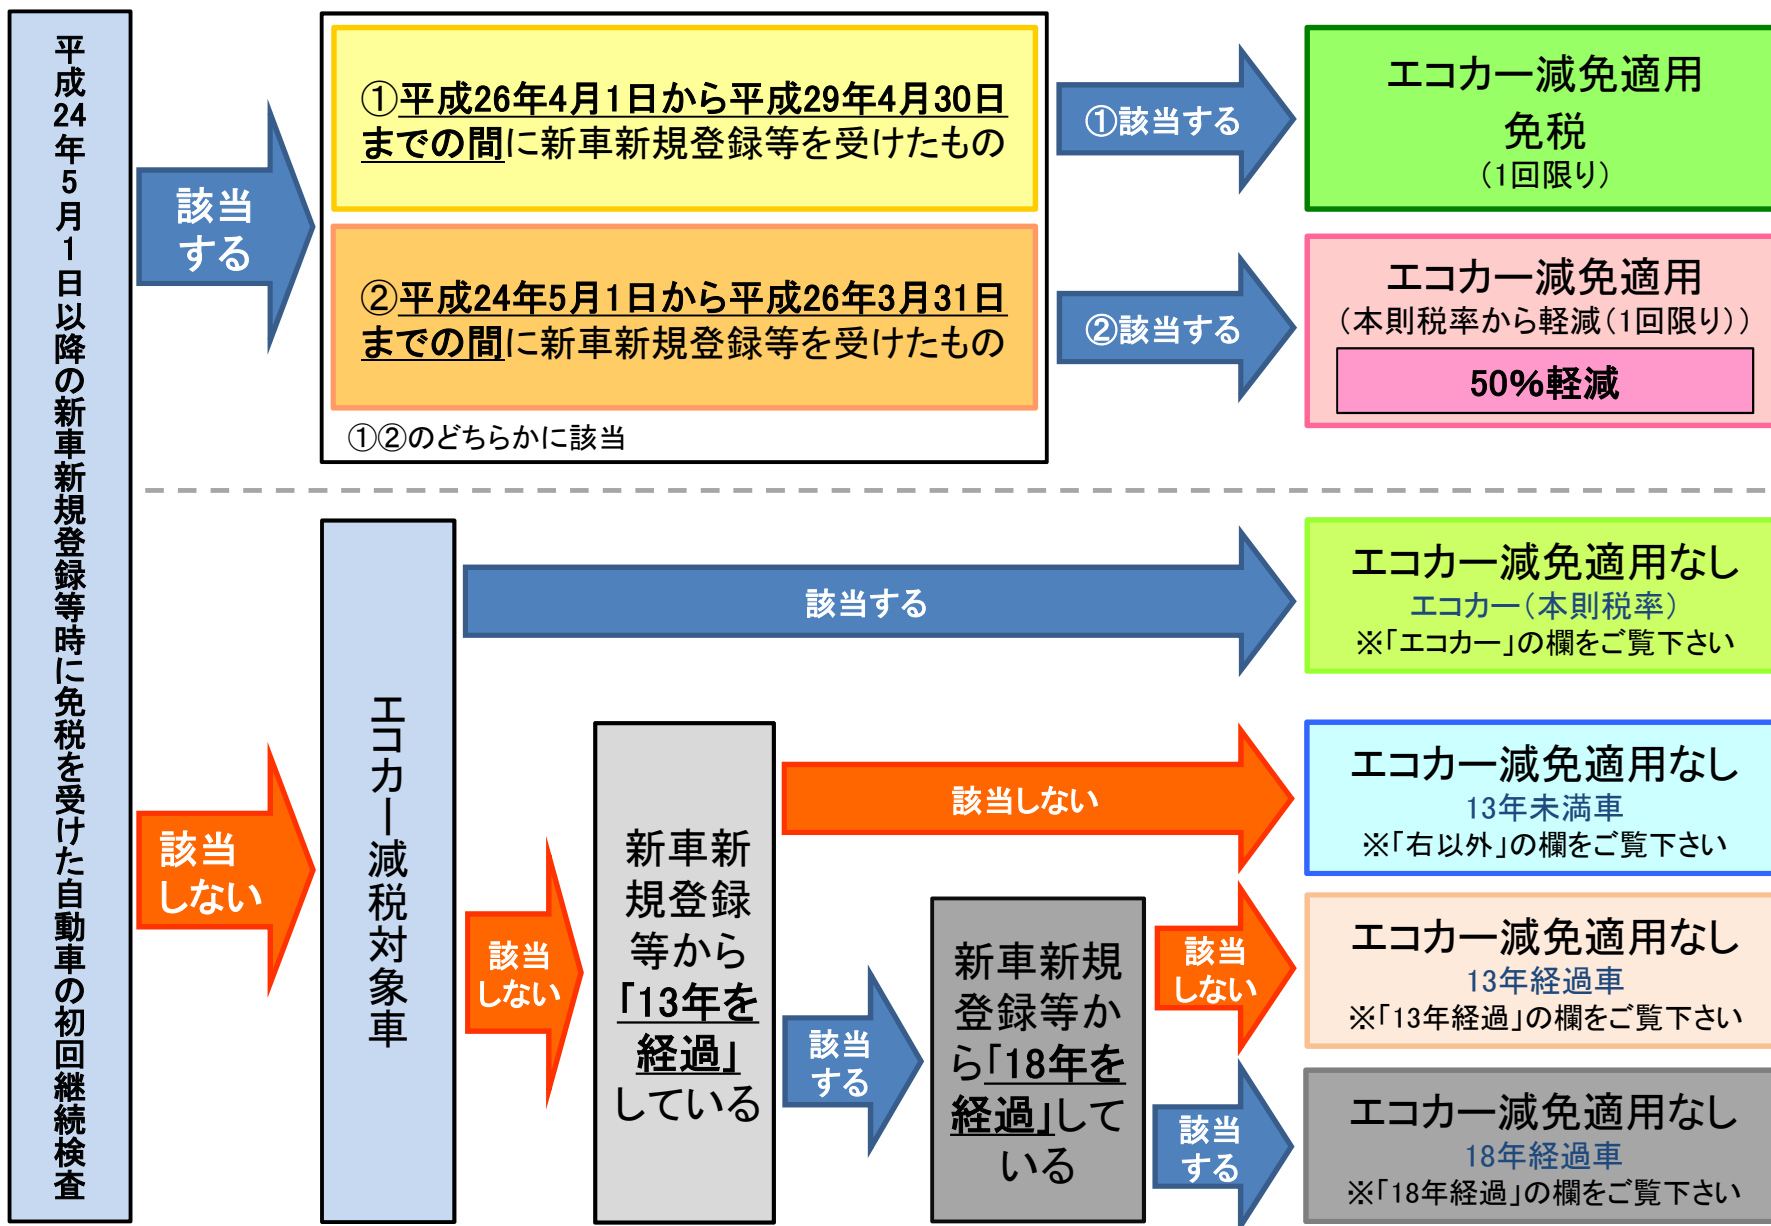 平成24年5月1日以降の新車新規登録等時に免税を受けた自動車の初回継続検査
該当
する
①平成26年4月1日から平成29年4月30日
までの間に新車新規登録等を受けたもの
②平成24年5月1日から平成26年3月31日
までの間に新車新規登録等を受けたもの
①②のどちらかに該当
①該当する
②該当する
エコカー減免適用
免税
(1回限り)
エコカー減免適用
(本則税率から軽減(1回限り))
50%軽減
該当
しない
エコカー減税対象車
該当する
エコカー減免適用なし
エコカー(本則税率)
※「エコカー」の欄をご覧下さい
該当
しない
新車新
規登録
等から
「13年を
経過」
している
該当しない
エコカー減免適用なし
13年未満車
※「右以外」の欄をご覧下さい
該当
する
新車新規
登録等か
ら「18年を
経過」して
いる
該当
しない
エコカー減免適用なし
13年経過車
※「13年経過」の欄をご覧下さい
該当
する
エコカー減免適用なし
18年経過車
※「18年経過」の欄をご覧下さい